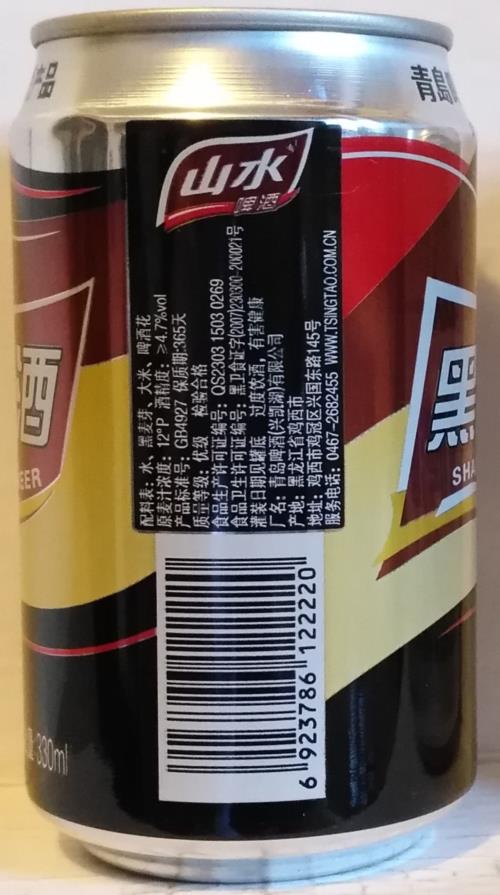 产品
青島
山水
啤酒
配料表：水、黑麦芽、大米、啤酒花
原麦汁浓度：12°P 酒精度：≥4.7%vol
产品标准号：GB4927 保质期:365天
质量等级：优级 检验合格
食品生产许可证编号：QS2303 1503 0269
食品卫生许可证编号：黑卫食证字(2007)230300-200021号
灌装日期见罐底 过度饮酒，有害健康
厂名：青岛啤酒(兴凯湖)有限公司
产地：黑龙江省鸡西市
地址：鸡西市鸡冠区兴国东路145号
服务电话：0467-2682455 WWW.TSINGTAO.COM.CN
酒
EER
黑
SHA
330ml
6 923786 122220